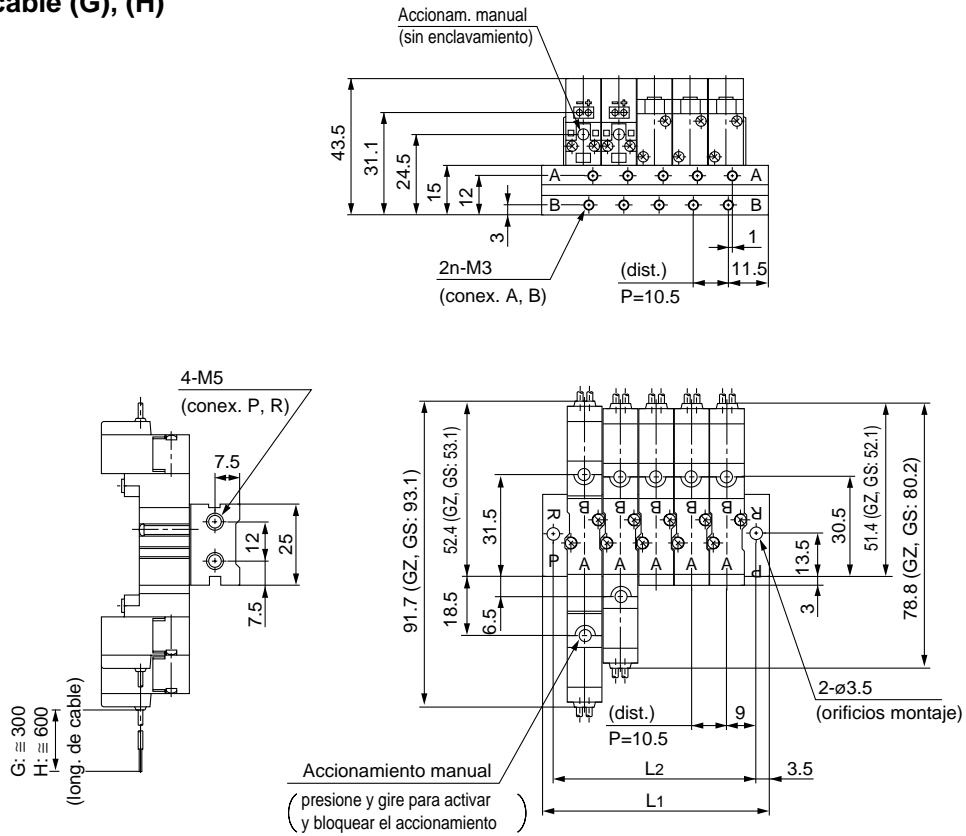 cable (G), (H)
Accionam. manual
(sin enclavamiento)
43.5
31.1
24.5
15
12
3
A
A
B
B
1
11.5
2n-M3
(conex. A, B)
(dist.)
P=10.5
4-M5
(conex. P, R)
7.5
12
25
7.5
G: ≅ 300
H: ≅ 600
(long. de cable)
91.7 (GZ, GS: 93.1)
52.4 (GZ, GS: 53.1)
31.5
18.5
6.5
R
P
B
B
B
B
B
A
A
A
A
A
R
P
13.5
3
30.5
51.4 (GZ, GS: 52.1)
78.8 (GZ, GS: 80.2)
2-ø3.5
(orificios montaje)
(dist.)
P=10.5
9
L2
3.5
L1
Accionamiento manual
(presione y gire para activar
y bloquear el accionamiento)